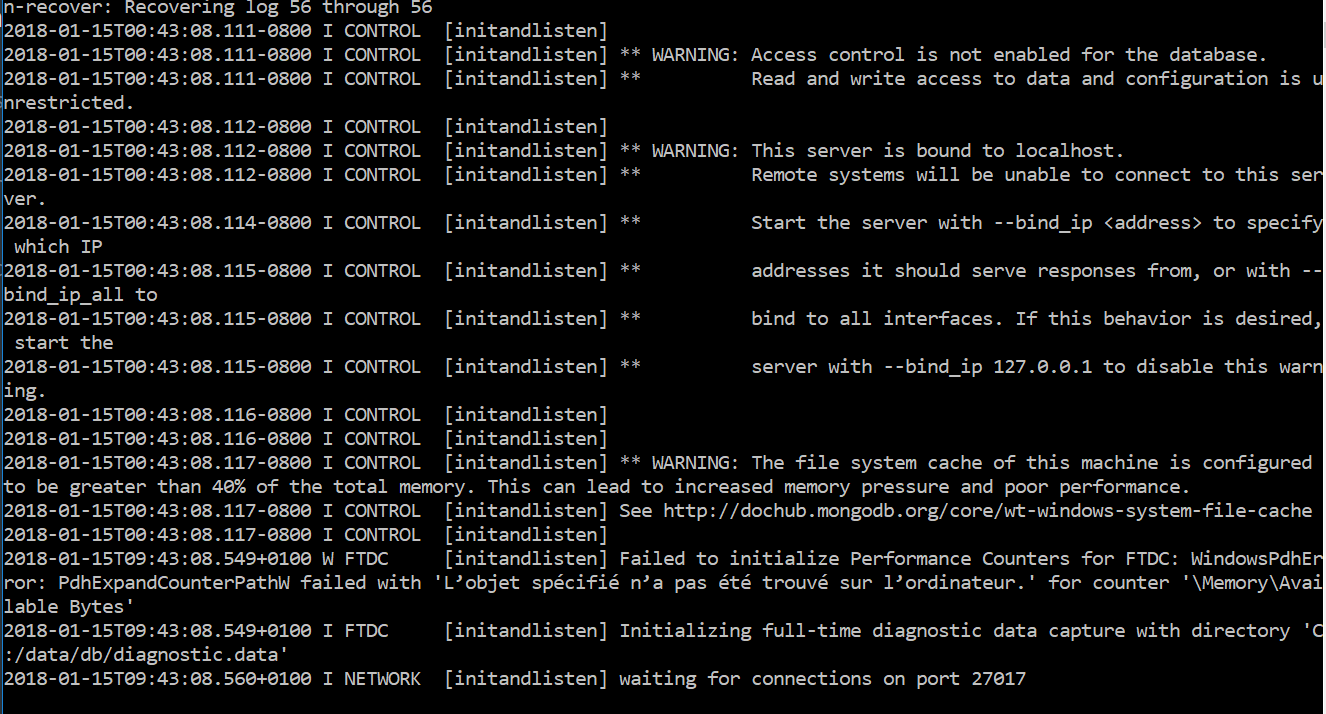 n-recover: Recovering log 56 through 56
2018-01-15T00:43:08.111-0800 I CONTROL  [initandlisten]
2018-01-15T00:43:08.111-0800 I CONTROL  [initandlisten] ** WARNING: Access control is not enabled for the database.
2018-01-15T00:43:08.111-0800 I CONTROL  [initandlisten] **          Read and write access to data and configuration is u
nrestricted.
2018-01-15T00:43:08.112-0800 I CONTROL  [initandlisten]
2018-01-15T00:43:08.112-0800 I CONTROL  [initandlisten] ** WARNING: This server is bound to localhost.
2018-01-15T00:43:08.112-0800 I CONTROL  [initandlisten] **          Remote systems will be unable to connect to this ser
ver.
2018-01-15T00:43:08.114-0800 I CONTROL  [initandlisten] **          Start the server with --bind_ip <address> to specify
 which IP
2018-01-15T00:43:08.115-0800 I CONTROL  [initandlisten] **          addresses it should serve responses from, or with --
bind_ip_all to
2018-01-15T00:43:08.115-0800 I CONTROL  [initandlisten] **          bind to all interfaces. If this behavior is desired,
 start the
2018-01-15T00:43:08.115-0800 I CONTROL  [initandlisten] **          server with --bind_ip 127.0.0.1 to disable this warn
ing.
2018-01-15T00:43:08.116-0800 I CONTROL  [initandlisten]
2018-01-15T00:43:08.116-0800 I CONTROL  [initandlisten]
2018-01-15T00:43:08.117-0800 I CONTROL  [initandlisten] ** WARNING: The file system cache of this machine is configured
to be greater than 40% of the total memory. This can lead to increased memory pressure and poor performance.
2018-01-15T00:43:08.117-0800 I CONTROL  [initandlisten] See http://dochub.mongodb.org/core/wt-windows-system-file-cache
2018-01-15T00:43:08.117-0800 I CONTROL  [initandlisten]
2018-01-15T09:43:08.549+0100 W FTDC     [initandlisten] Failed to initialize Performance Counters for FTDC: WindowsPdhEr
ror: PdhExpandCounterPathW failed with 'L’objet spécifié n’a pas été trouvé sur l’ordinateur.' for counter '\Memory\Avai
lable Bytes'
2018-01-15T09:43:08.549+0100 I FTDC     [initandlisten] Initializing full-time diagnostic data capture with directory 'C
:/data/db/diagnostic.data'
2018-01-15T09:43:08.560+0100 I NETWORK  [initandlisten] waiting for connections on port 27017